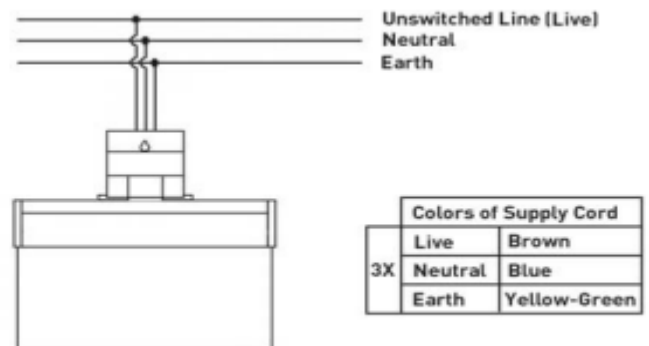 Unswitched Line (Live)
Neutral
Earth
Colors of Supply Cord
3X
Live Brown
Neutral Blue
Earth Yellow-Green